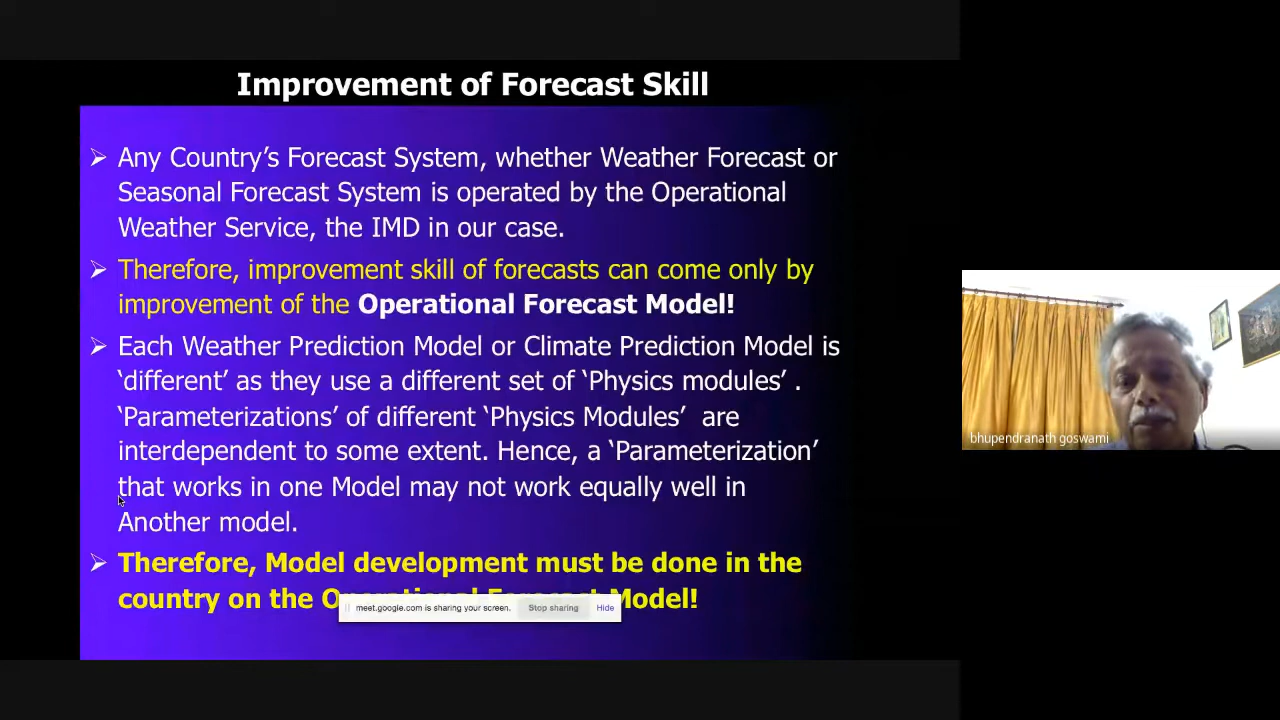 Improvement of Forecast Skill
Any Country’s Forecast System, whether Weather Forecast or
Seasonal Forecast System is operated by the Operational
Weather Service, the IMD in our case.
Therefore, improvement skill of forecasts can come only by
improvement of the Operational Forecast Model!
Each Weather Prediction Model or Climate Prediction Model is
‘different’ as they use a different set of ‘Physics modules’ .
‘Parameterizations’ of different ‘Physics Modules’ are
interdependent to some extent. Hence, a ‘Parameterization’
that works in one Model may not work equally well in
Another model.
Therefore, Model development must be done in the
country on the Operational Forecast Model!
meet.google.com is sharing your screen. Stop sharing Hide
bhupendranath goswami